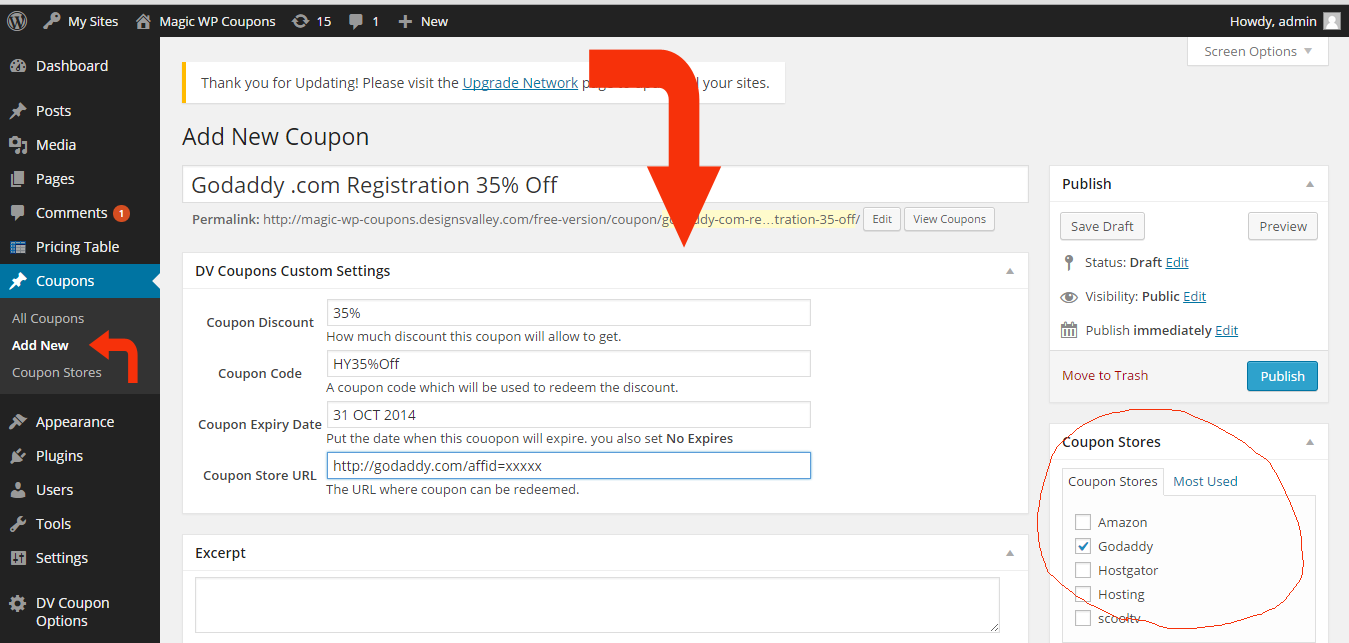 My Sites Magic WP Coupons 15 1 New Howdy, admin
Screen Options
Dashboard
Posts
Media
Pages
Comments 1
Pricing Table
Coupons
All Coupons
Add New
Coupon Stores
Appearance
Plugins
Users
Tools
Settings
DV Coupon
Options
Thank you for Updating! Please visit the Upgrade Network your sites.
Add New Coupon
Godaddy .com Registration 35% Off
Permalink: http://magic-wp-coupons.designsvalley.com/free-version/coupon/godaddy-com-re…tration-35-off/ Edit View Coupons
DV Coupons Custom Settings
Coupon Discount 35%
How much discount this coupon will allow to get.
Coupon Code HY35%Off
A coupon code which will be used to redeem the discount.
Coupon Expiry Date 31 OCT 2014
Put the date when this couopon will expire. you also set No Expires
Coupon Store URL http://godaddy.com/affid=xxxxx
The URL where coupon can be redeemed.
Excerpt
Publish
Save Draft Preview
Status: Draft Edit
Visibility: Public Edit
Publish immediately Edit
Move to Trash Publish
Coupon Stores
Coupon Stores Most Used
Amazon
Godaddy
Hostgator
Hosting
scooltv